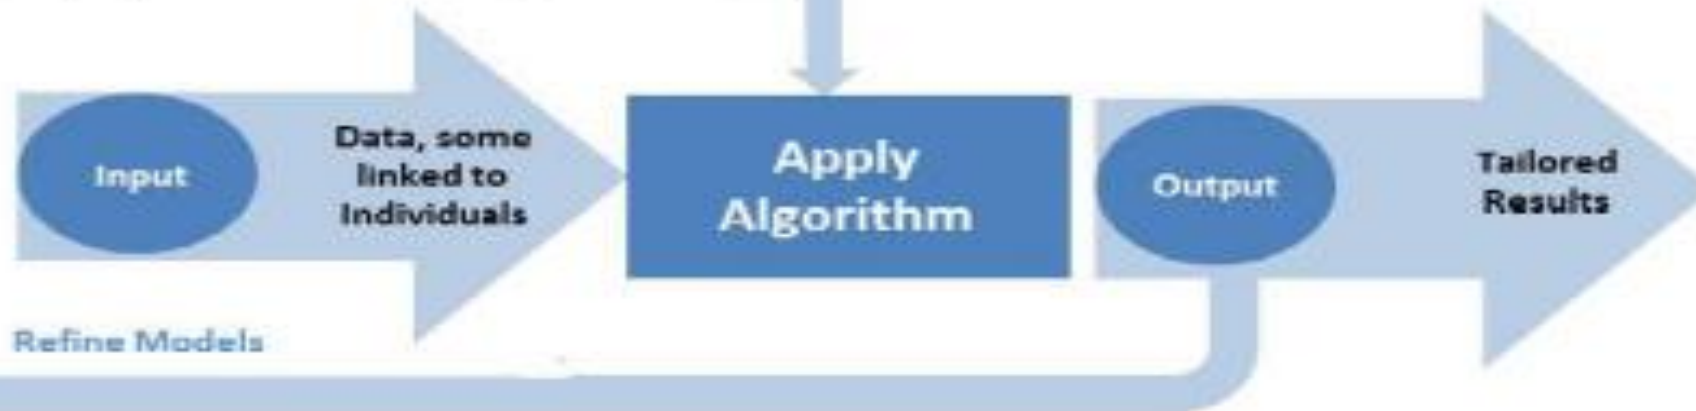 Input
Data, some
linked to
Individuals
Apply
Algorithm
Output
Tailored
Results
Refine Models